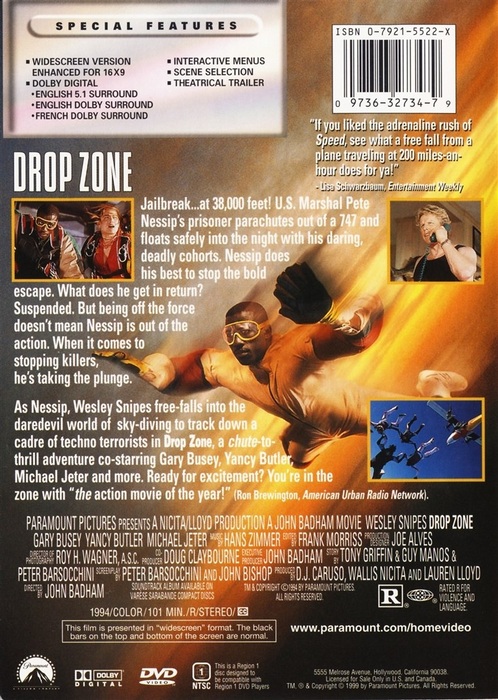 SPECIAL FEATURES
▪ WIDESCREEN VERSION
ENHANCED FOR 16X9
▪ DOLBY DIGITAL
•ENGLISH 5.1 SURROUND
•ENGLISH DOLBY SURROUND
•FRENCH DOLBY SURROUND
▪ INTERACTIVE MENUS
▪ SCENE SELECTION
▪ THEATRICAL TRAILER
ISBN 0-7921-5522-X
0 9736-32734-7 9
"If you liked the adrenaline rush of
Speed, see what a free fall from a
plane traveling at 200 miles-an-
hour does for ya!"
- Lisa Schwarzbaum, Entertainment Weekly
DROP ZONE
Jailbreak...at 38,000 feet! U.S. Marshal Pete
Nessip's prisoner parachutes out of a 747 and
floats safely into the night with his daring,
deadly cohorts. Nessip does
his best to stop the bold
escape. What does he get in return?
Suspended. But being off the force
doesn't mean Nessip is out of the
action. When it comes to
stopping killers,
he's taking the plunge.
As Nessip, Wesley Snipes free-falls into the
daredevil world of sky-diving to track down a
cadre of techno terrorists in Drop Zone, a chute-to-
thrill adventure co-starring Gary Busey, Yancy Butler,
Michael Jeter and more. Ready for excitement? You're in the
zone with "the action movie of the year!" (Ron Brewington, American Urban Radio Network).
PARAMOUNT PICTURES PRESENTS A NICITA/LLOYD PRODUCTION A JOHN BADHAM MOVIE WESLEY SNIPES DROP ZONE
GARY BUSEY YANCY BUTLER MICHAEL JETER MUSIC BY HANS ZIMMER EDITED BY FRANK MORRISS PRODUCTION DESIGNER JOE ALVES
DIRECTOR OF PHOTOGRAPHY ROY H. WAGNER, A.S.C. CO-PRODUCER DOUG CLAYBOURNE EXECUTIVE PRODUCER JOHN BADHAM STORY BY TONY GRIFFIN & GUY MANOS &
PETER BARSOCCHINI SCREENPLAY BY PETER BARSOCCHINI AND JOHN BISHOP PRODUCED BY D.J. CARUSO, WALLIS NICITA AND LAUREN LLOYD
DIRECTED BY JOHN BADHAM
SOUNDTRACK ALBUM AVAILABLE ON
VARESE SARABANDE COMPACT DISCS
TM & COPYRIGHT © 1994 BY PARAMOUNT PICTURES.
ALL RIGHTS RESERVED.
R
RATED R FOR
VIOLENCE AND
LANGUAGE.
1994/COLOR/101 MIN./R/STEREO/
This film is presented in "widescreen" format. The black
bars on the top and bottom of the screen are normal.
www.paramount.com/homevideo
Paramount
DOLBY
DIGITAL
DVD
VIDEO
1
NTSC
This is a Region 1
disc designed to
be compatible with
Region 1 DVD Players
5555 Melrose Avenue, Hollywood, California 90038.
Licensed for Sale Only in U.S. and Canada.
TM, ® & Copyright © 1999 by Paramount Pictures. All Rights Reserved.